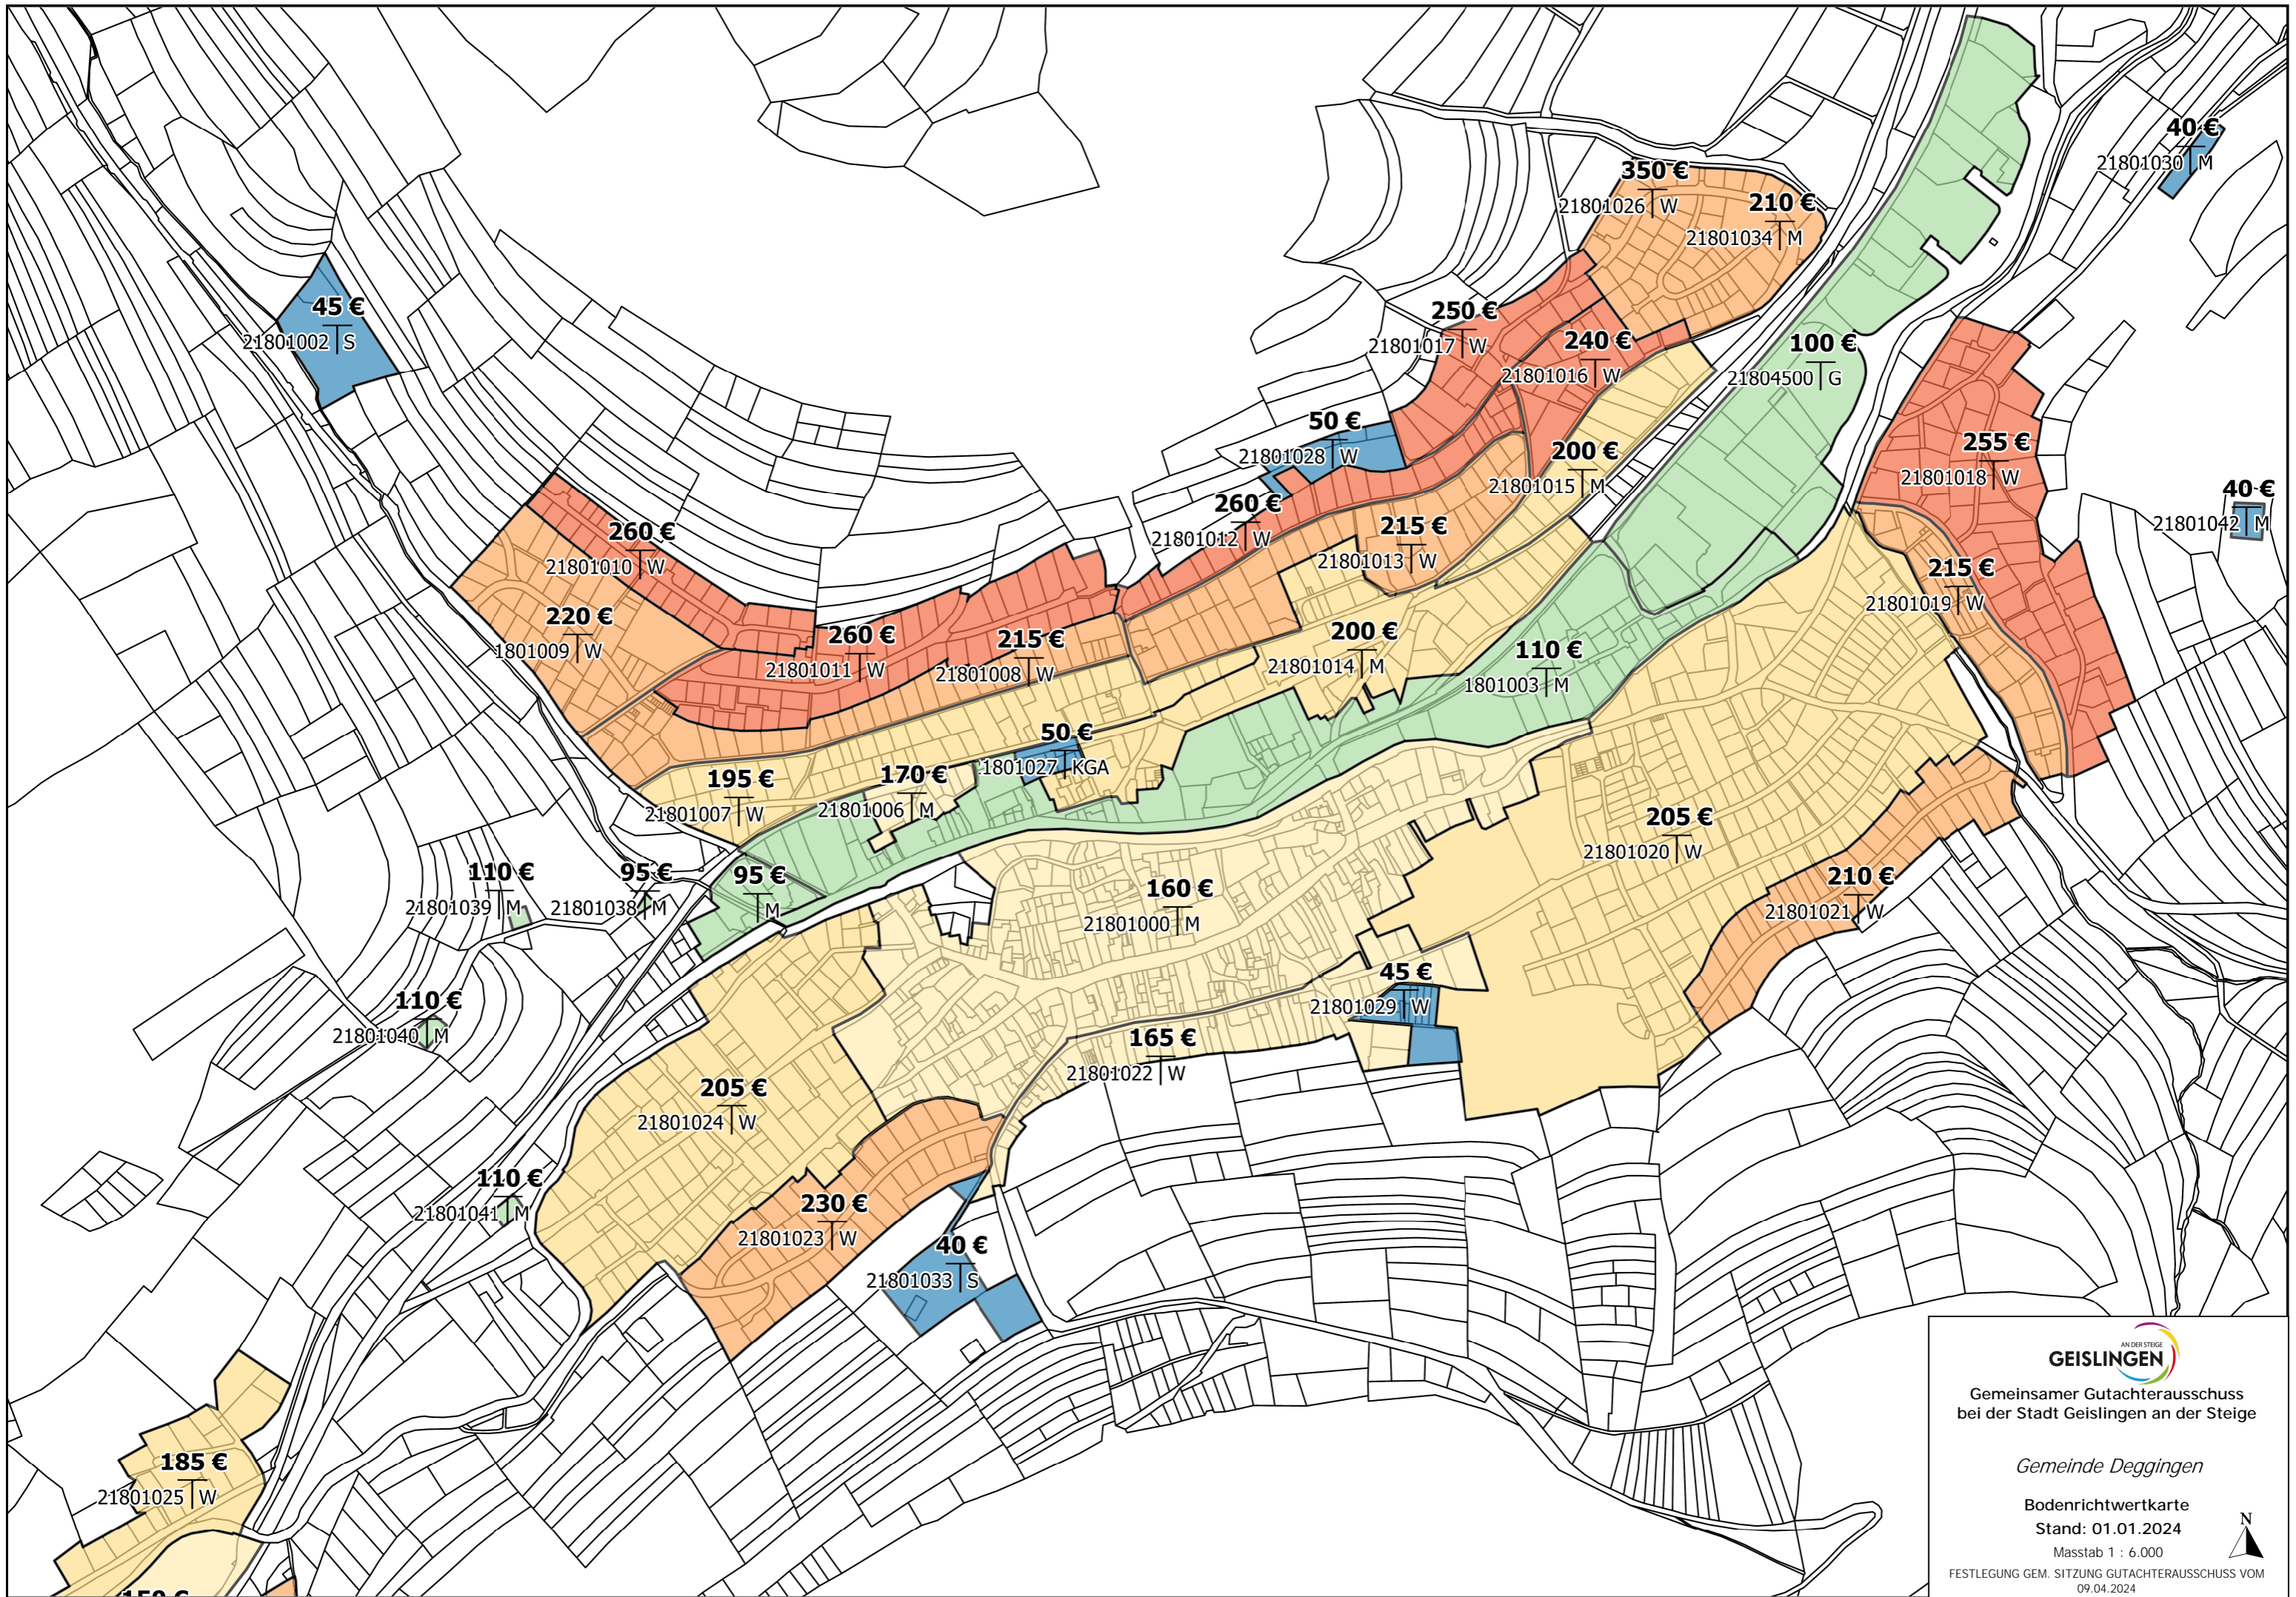 40 €
21801030 M
350 €
21801026 W
210 €
21801034 M
45 €
21801002 S
250 €
21801017 W
240 €
21801016 W
100 €
21804500 G
50 €
21801028 W
200 €
21801015 M
255 €
21801018 W
40 €
21801042 M
260 €
21801010 W
260 €
21801012 W
215 €
21801013 W
215 €
21801019 W
220 €
1801009 W
260 €
21801011 W
215 €
21801008 W
200 €
21801014 M
110 €
1801003 M
50 €
1801027 KGA
195 €
21801007 W
170 €
21801006 M
205 €
21801020 W
110 €
21801039 M
95 €
21801038 M
95 €
M
160 €
21801000 M
210 €
21801021 W
45 €
21801029 W
110 €
21801040 M
165 €
21801022 W
205 €
21801024 W
110 €
21801041 M
230 €
21801023 W
40 €
21801033 S
185 €
21801025 W
150 €
AN DER STEIGE
GEISLINGEN
Gemeinsamer Gutachterausschuss
bei der Stadt Geislingen an der Steige
Gemeinde Deggingen
Bodenrichtwertkarte
Stand: 01.01.2024
Masstab 1 : 6.000
N
FESTLEGUNG GEM. SITZUNG GUTACHTERAUSSCHUSS VOM
09.04.2024